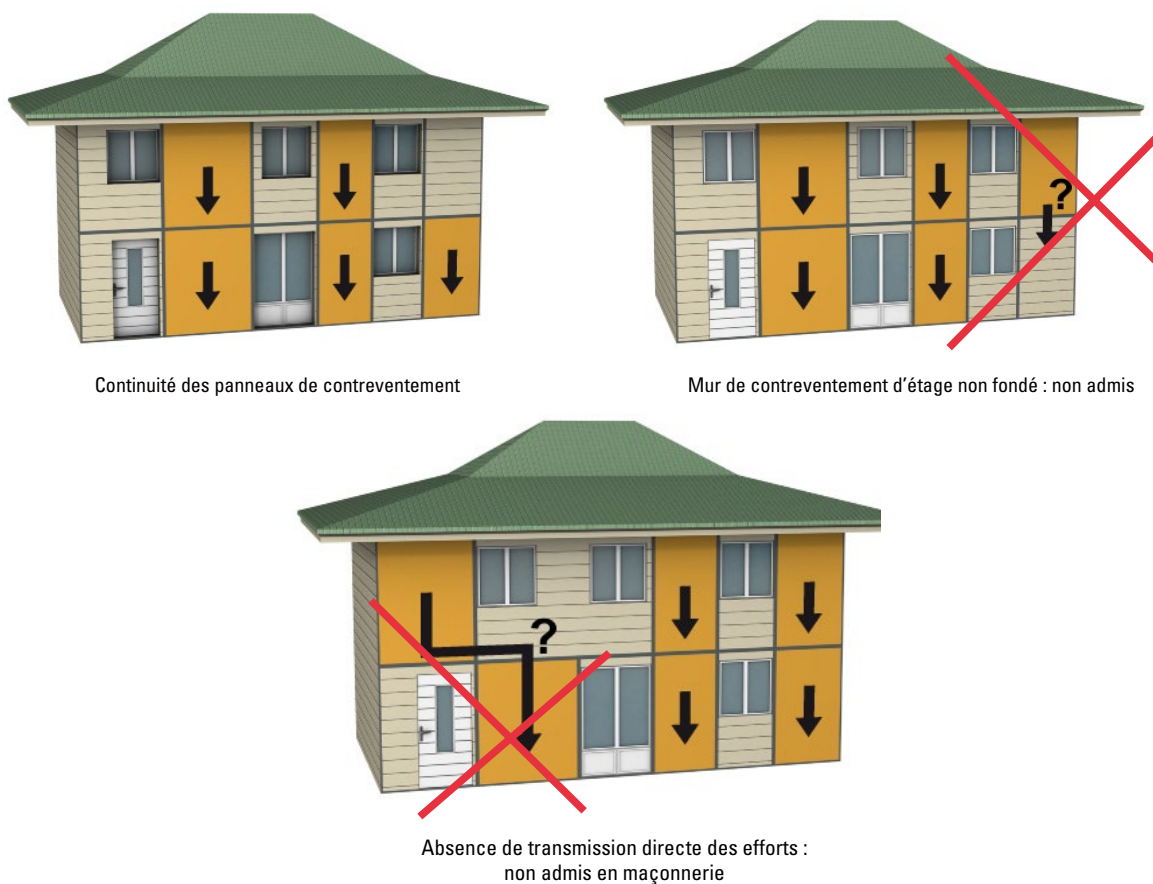 ?
Continuité des panneaux de contreventement
Mur de contreventement d'étage non fondé : non admis
?
Absence de transmission directe des efforts :
non admis en maçonnerie